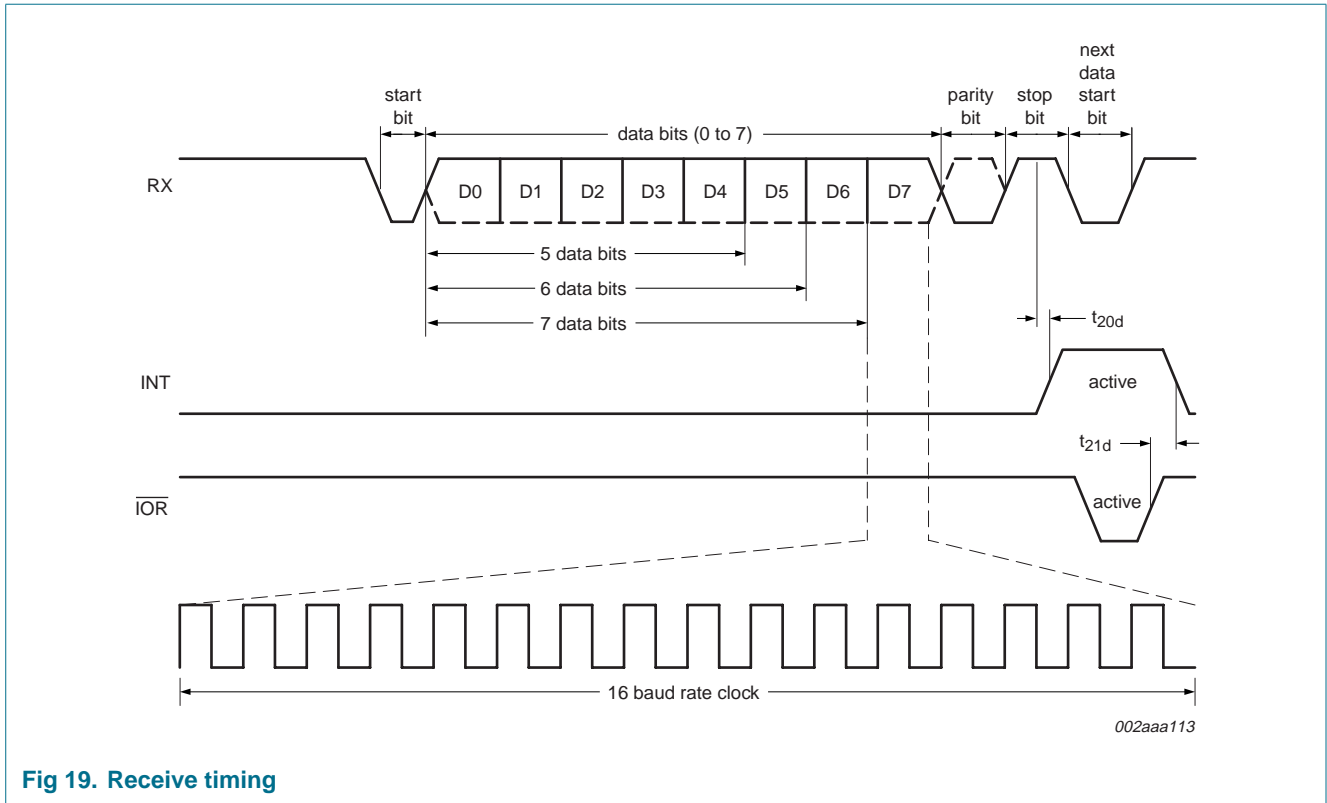 next
data
start
bit
start
bit
parity
bit
stop
bit
data bits (0 to 7)
RX
D0 D1 D2 D3 D4 D5 D6 D7
5 data bits
6 data bits
7 data bits
t20d
INT
active
t21d
IOR
active
16 baud rate clock
002aaa113
Fig 19. Receive timing